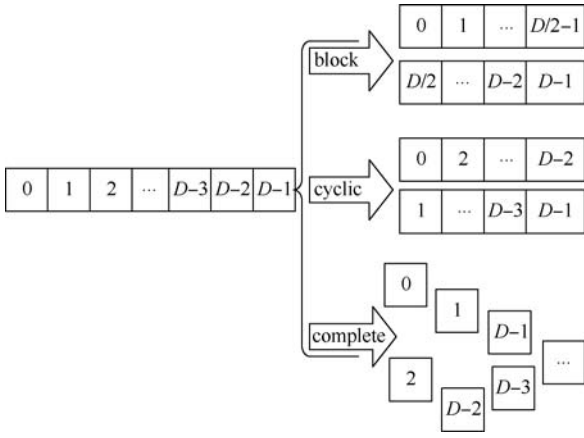 0 1 ... D/2–1
block
D/2 ... D–2 D–1
0 1 2 ... D–3 D–2 D–1
0 2 ... D–2
cyclic
1 ... D–3 D–1
0
1
D–1
complete
...
2
D–3
D–2